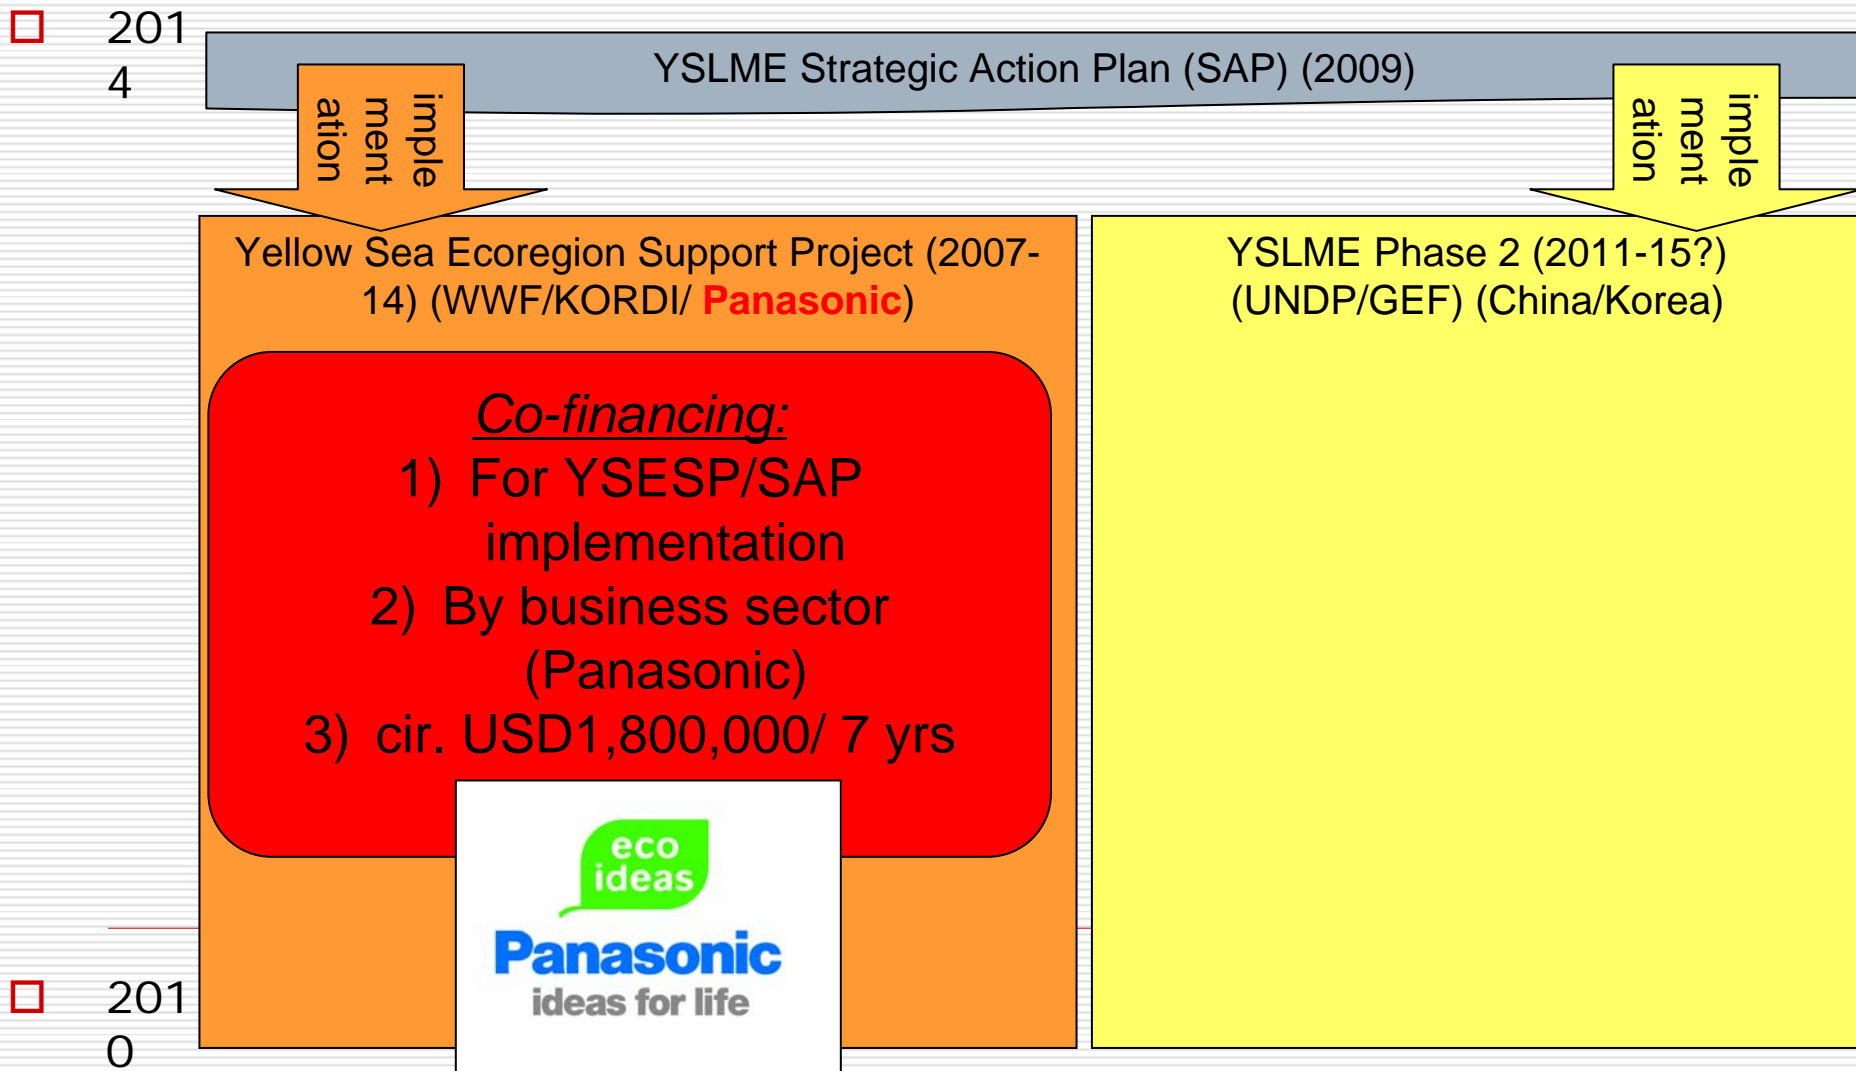 201
4
YSLME Strategic Action Plan (SAP) (2009)
imple
ment
ation
imple
ment
ation
Yellow Sea Ecoregion Support Project (2007-
14) (WWF/KORDI/ Panasonic)
Co-financing:
1) For YSESP/SAP
implementation
2) By business sector
(Panasonic)
3) cir. USD1,800,000/ 7 yrs
eco
ideas
Panasonic
ideas for life
YSLME Phase 2 (2011-15?)
(UNDP/GEF) (China/Korea)
201
0